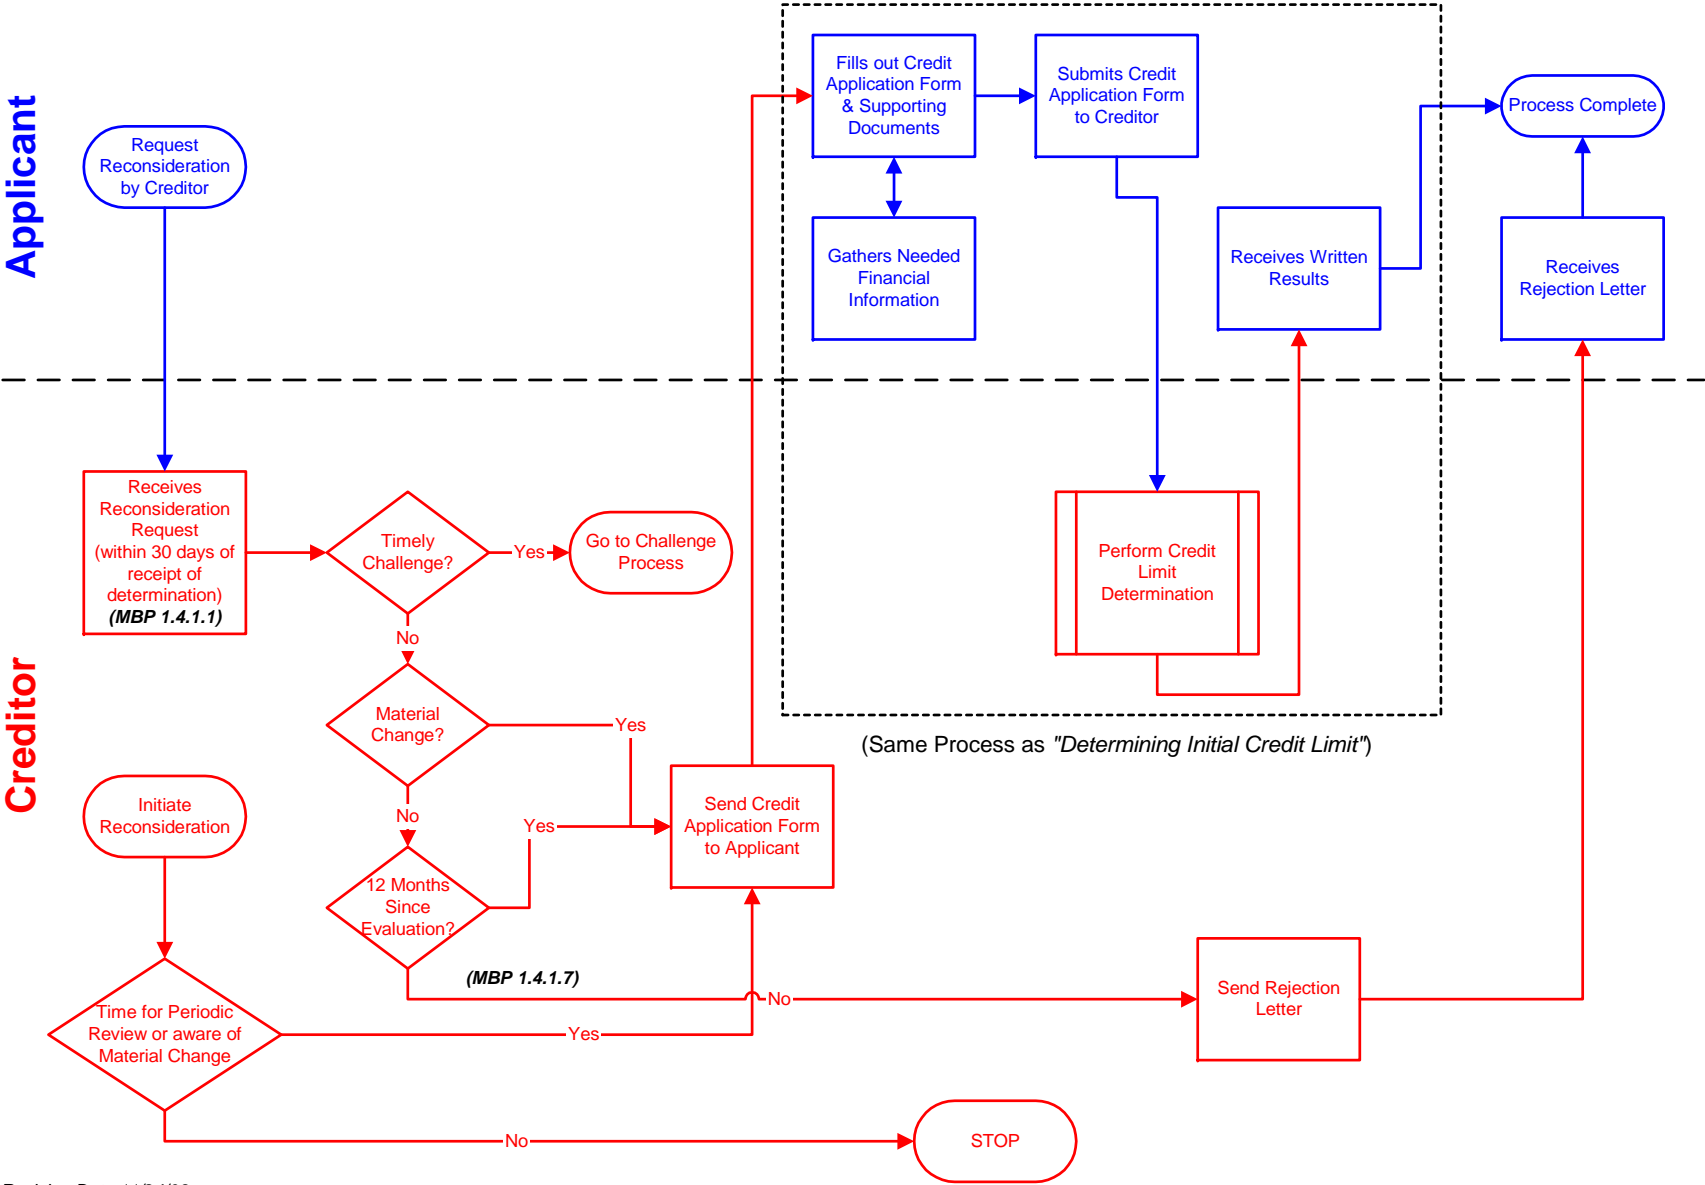 Applicant
Request
Reconsideration
by Creditor
Fills out Credit
Application Form
& Supporting
Documents
Submits Credit
Application Form
to Creditor
Process Complete
Gathers Needed
Financial
Information
Receives Written
Results
Receives
Rejection Letter
Creditor
Receives
Reconsideration
Request
(within 30 days of
receipt of
determination)
(MBP 1.4.1.1)
Timely
Challenge?
Yes
Go to Challenge
Process
No
Perform Credit
Limit
Determination
Material
Change?
Yes
(Same Process as "Determining Initial Credit Limit")
No
Initiate
Reconsideration
Yes
Send Credit
Application Form
to Applicant
12 Months
Since
Evaluation?
(MBP 1.4.1.7)
No
Send Rejection
Letter
Time for Periodic
Review or aware of
Material Change
Yes
No
STOP